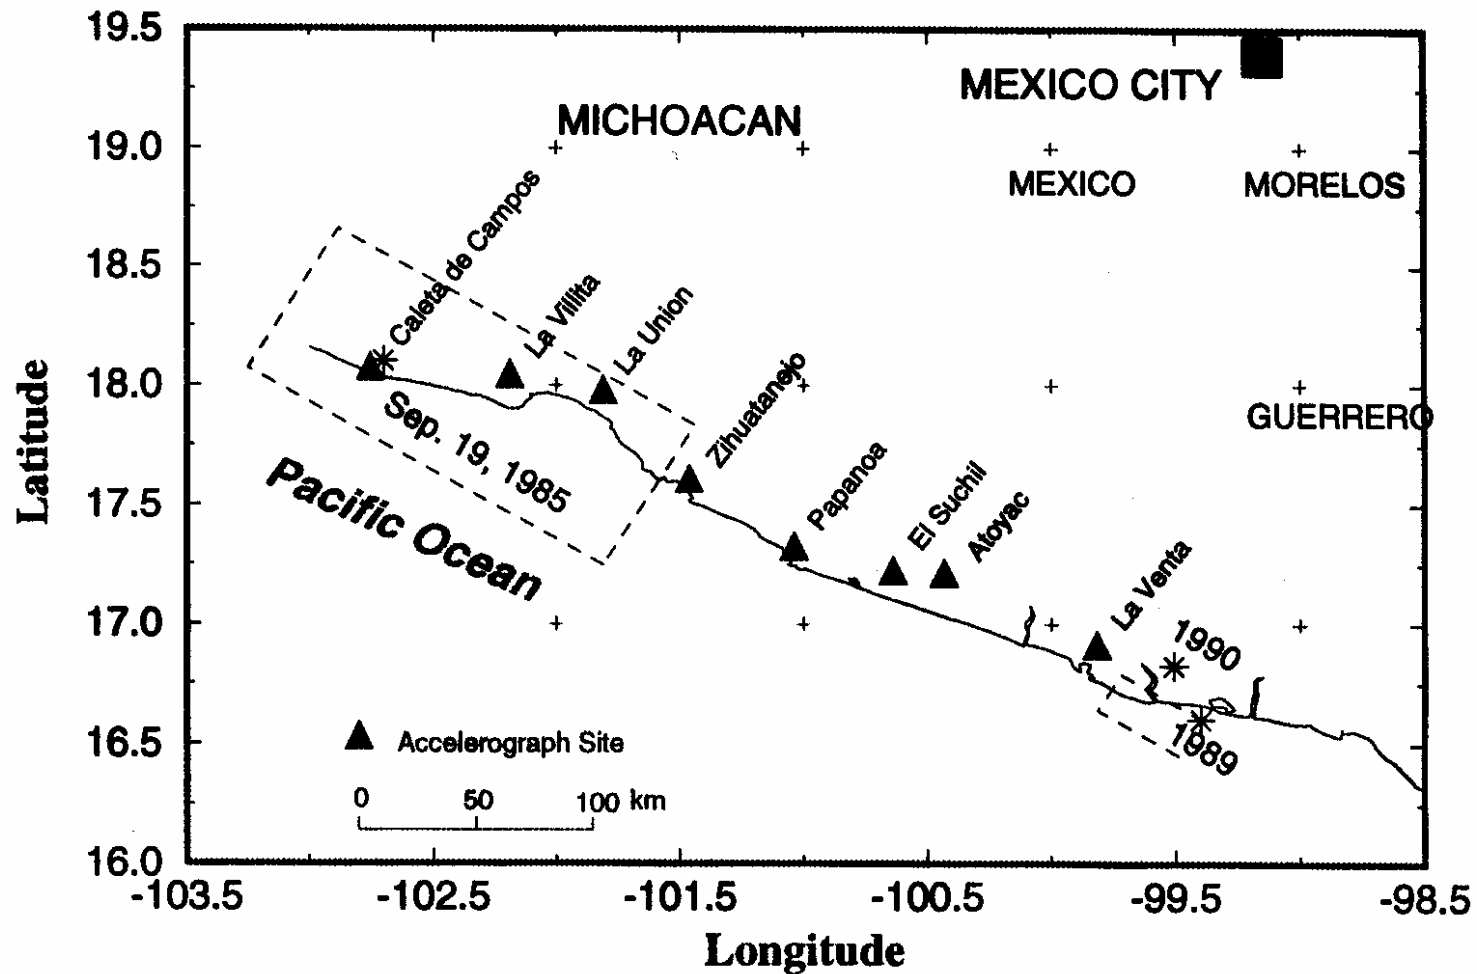 19.5
MEXICO CITY
MICHOACAN
19.0
MEXICO
MORELOS
Caleta de Campos
18.5
La Villita
La Union
18.0
Zihuatanejo
GUERRERO
Sep. 19, 1985
Latitude
Pacific Ocean
17.5
Papanoa
El Suchil
Atoyac
La Venta
17.0
1990
1989
16.5
Accelerograph Site
0 50 100 km
16.0
-103.5 -102.5 -101.5 -100.5 -99.5 -98.5
Longitude